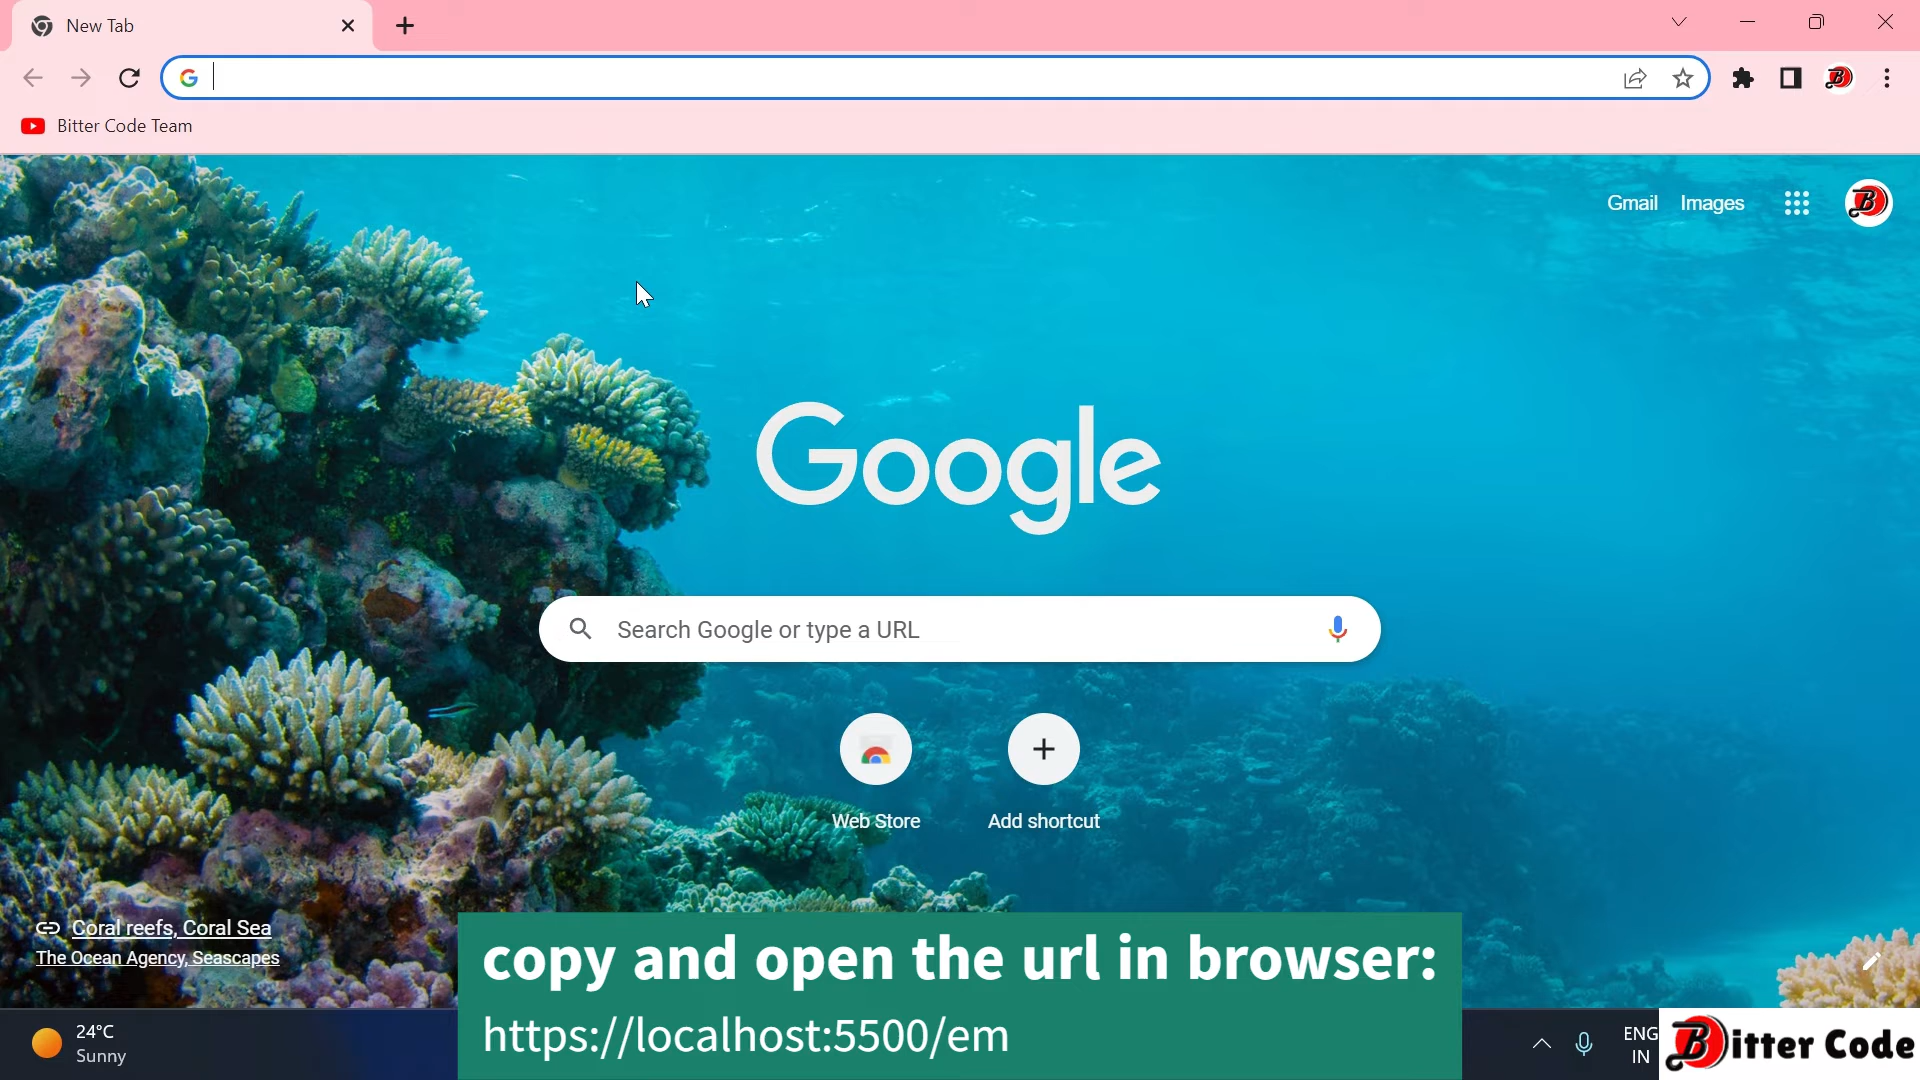 New Tab
Bitter Code Team
Gmail Images
Google
Search Google or type a URL
Web Store
Add shortcut
Coral reefs, Coral Sea
The Ocean Agency, Seascapes
copy and open the url in browser:
https://localhost:5500/em
24°C
Sunny
ENG
IN
Bitter Code